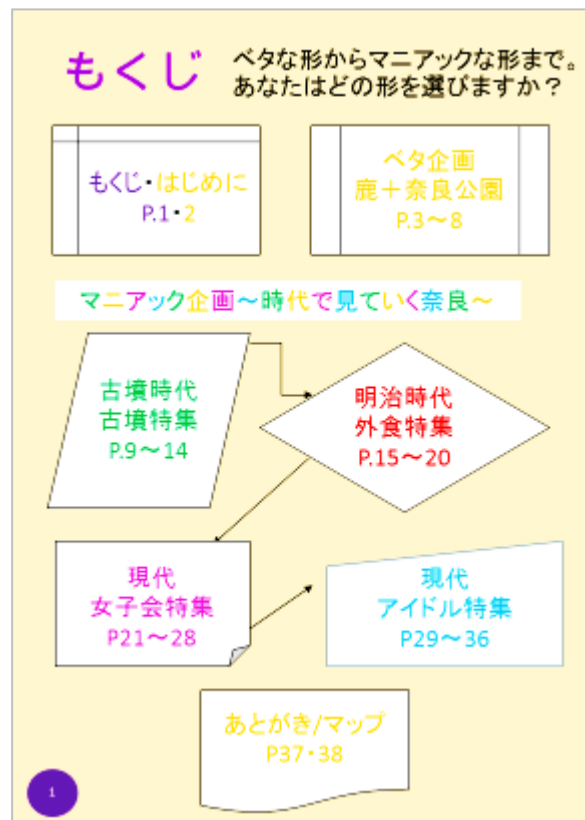 もくじ
ベタな形からマニアックな形まで。
あなたはどの形を選びますか？
もくじ・はじめに
P.1・2
ベタ企画
鹿＋奈良公園
P.3～8
マニアック企画～時代で見ていく奈良～
古墳時代
古墳特集
P.9～14
明治時代
外食特集
P.15～20
現代
女子会特集
P21～28
現代
アイドル特集
P29～36
あとがき/マップ
P37・38
1